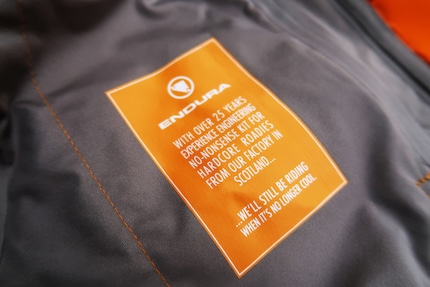 ENDURA
WITH OVER 25 YEARS
EXPERIENCE ENGINEERING
NO-NONSENSE KIT FOR
HARDCORE ROADIES
FROM OUR FACTORY IN
SCOTLAND...
...WE'LL STILL BE RIDING
WHEN IT'S NO LONGER COOL.